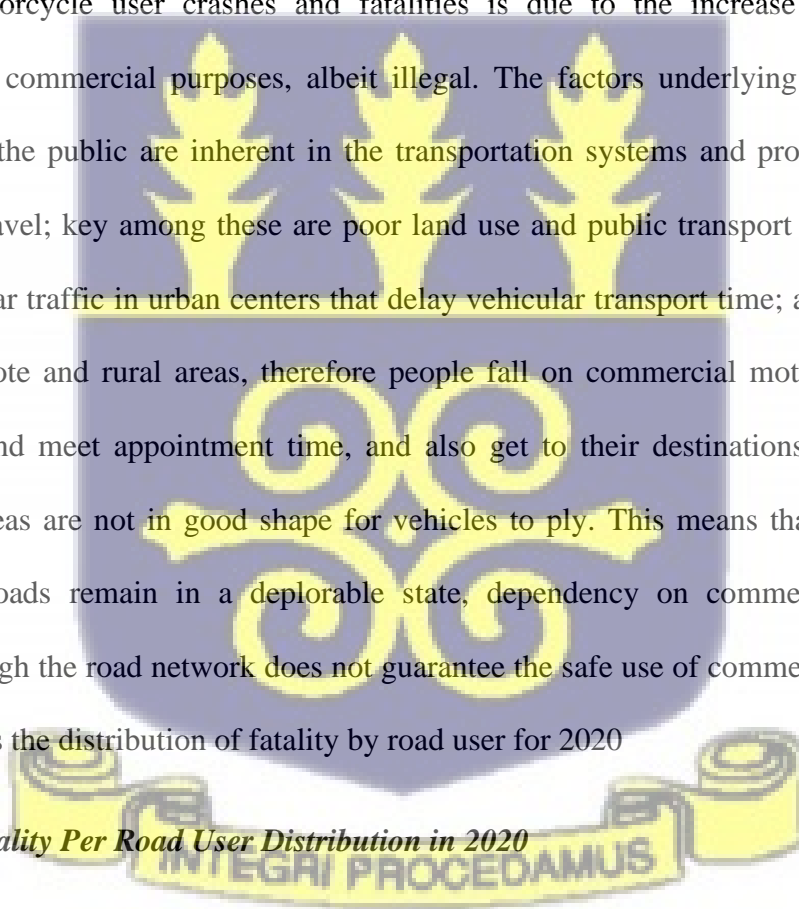 user crashes and fatalities is due to the increase
commercial purposes, albeit illegal. The factors underlying
the public are inherent in the transportation systems and pro
avel; key among these are poor land use and public transport
ar traffic in urban centers that delay vehicular transport time; a
ote and rural areas, therefore people fall on commercial mot
nd meet appointment time, and also get to their destinations
eas are not in good shape for vehicles to ply. This means tha
oads remain in a deplorable state, dependency on comme
gh the road network does not guarantee the safe use of comme
s the distribution of fatality by road user for 2020
ality Per Road User Distribution in 2020
INTEGRI PROCEDAMUS